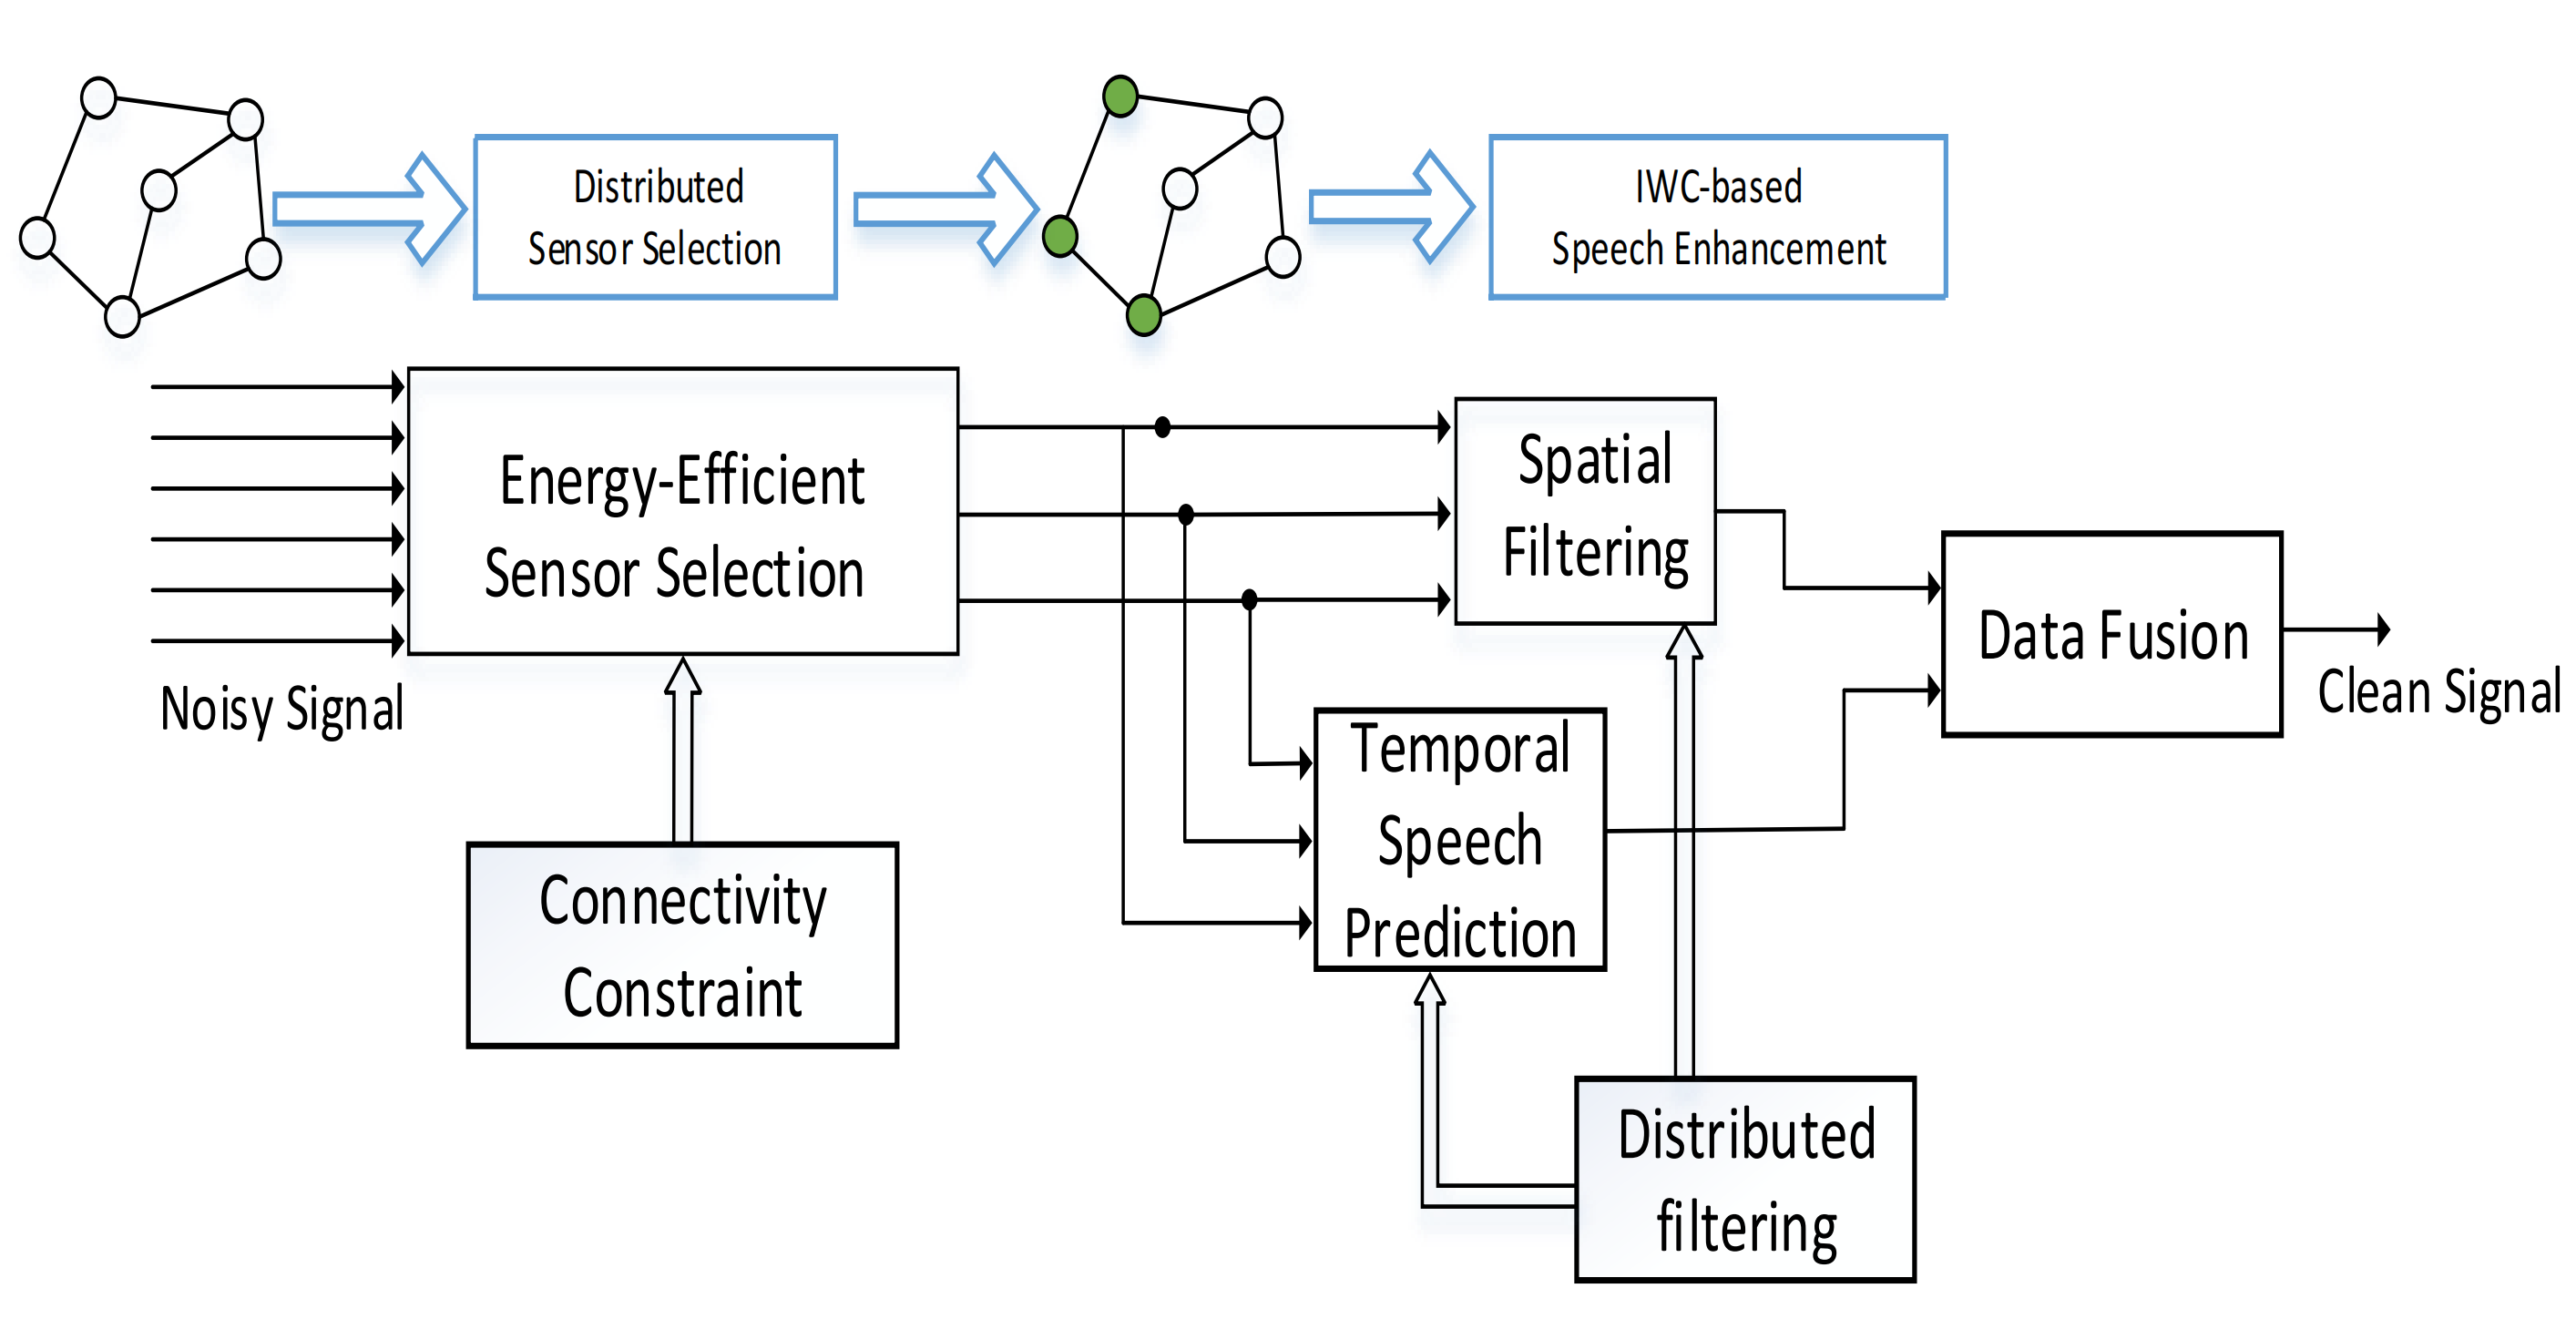 Distributed
Sensor Selection
IWC-based
Speech Enhancement
Energy-Efficient
Sensor Selection
Spatial
Filtering
Noisy Signal
Data Fusion
Clean Signal
Temporal
Speech
Prediction
Connectivity
Constraint
Distributed
filtering